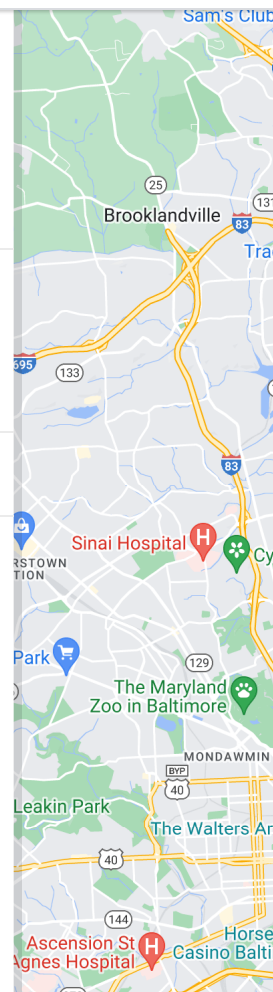 Sam's Club
25
131
Brooklandville
83
Tra
695
133
83
Sinai Hospital
H
Cy
RSTOWN
TION
Park
129
The Maryland
Zoo in Baltimore
MONDAWMIN
BYP
40
Leakin Park
The Walters Ar
40
144
Ascension St
Agnes Hospital
H
Horse
Casino Balti